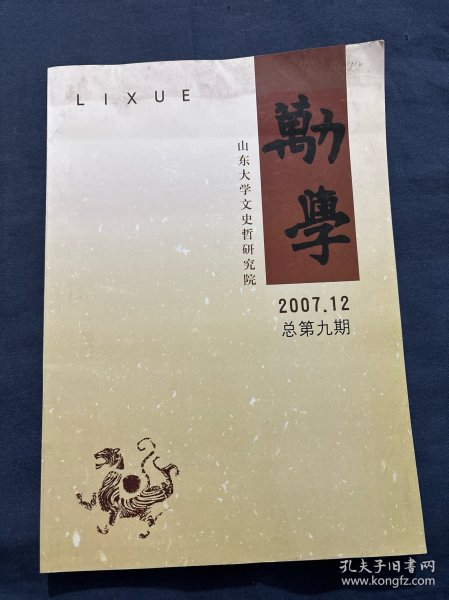 LIXUE
勱學
山东大学文史哲研究院
2007.12
总第九期
孔夫子旧书网
www.kongfz.com